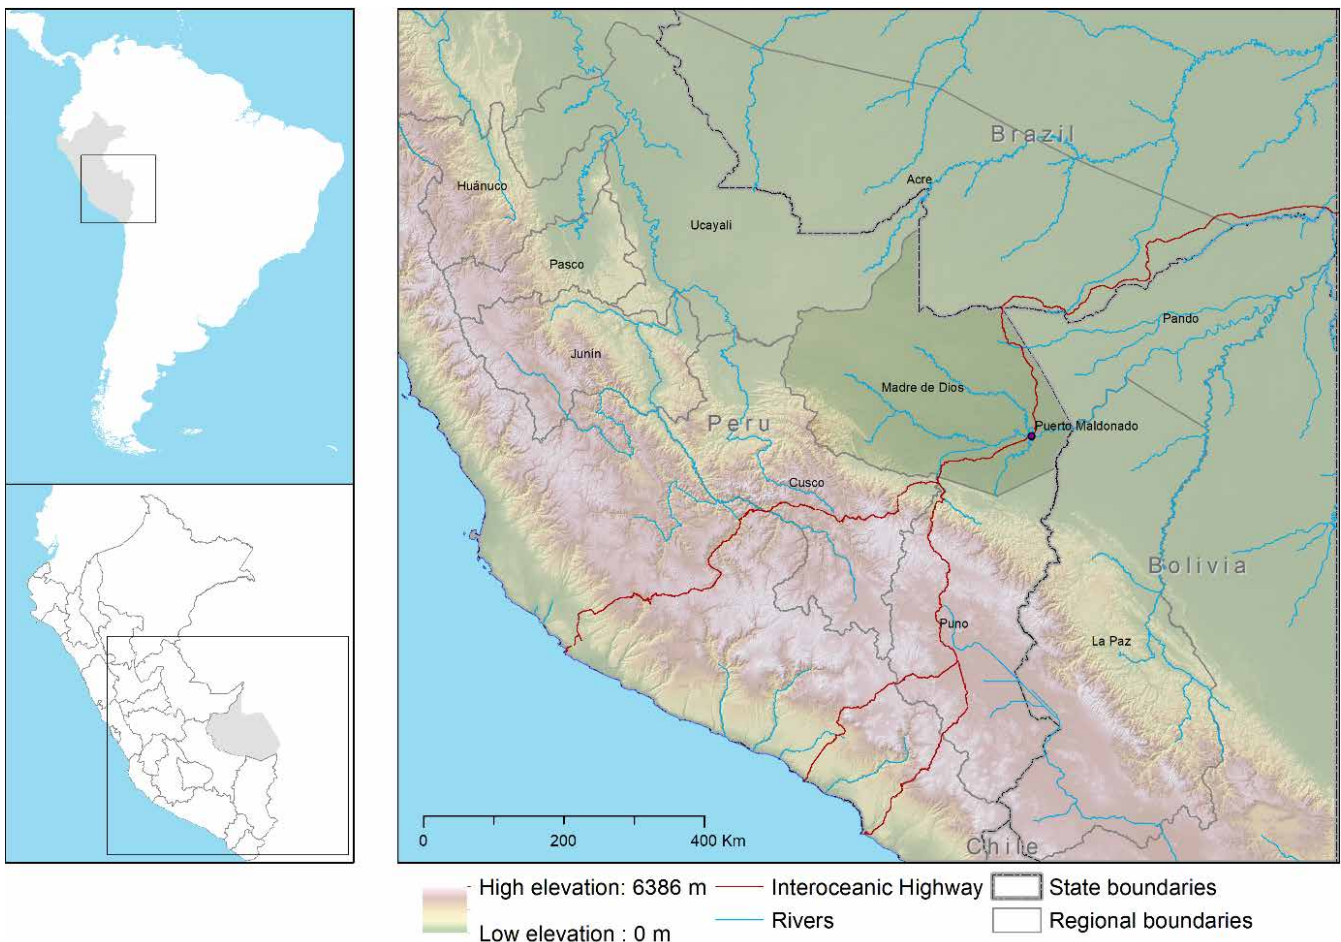 Brazil
Acre
Huánuco
Ucayali
Pasco
Pando
Junín
Madre de Dios
Peru
Puerto Maldonado
Cusco
Bolivia
Puno
La Paz
0
200
400 Km
Chile
High elevation: 6386 m
Interoceanic Highway
State boundaries
Rivers
Regional boundaries
Low elevation : 0 m